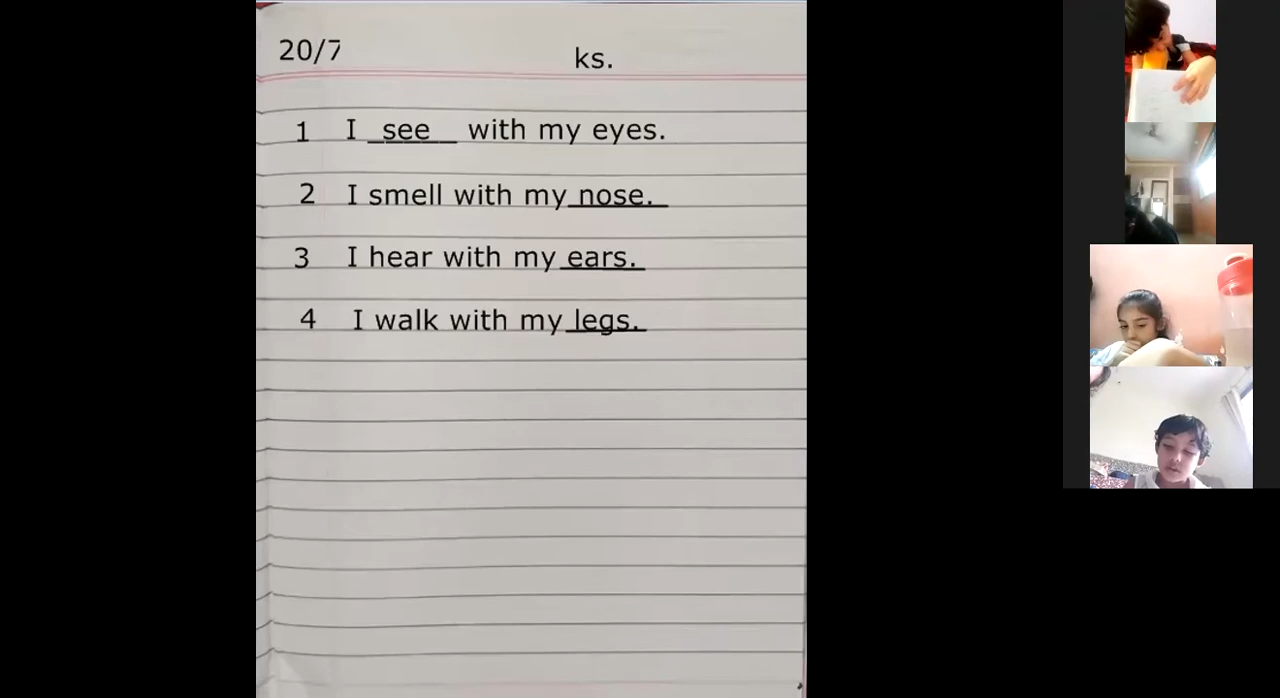 20/7 ks.
1 I see with my eyes.
2 I smell with my nose.
3 I hear with my ears.
4 I walk with my legs.